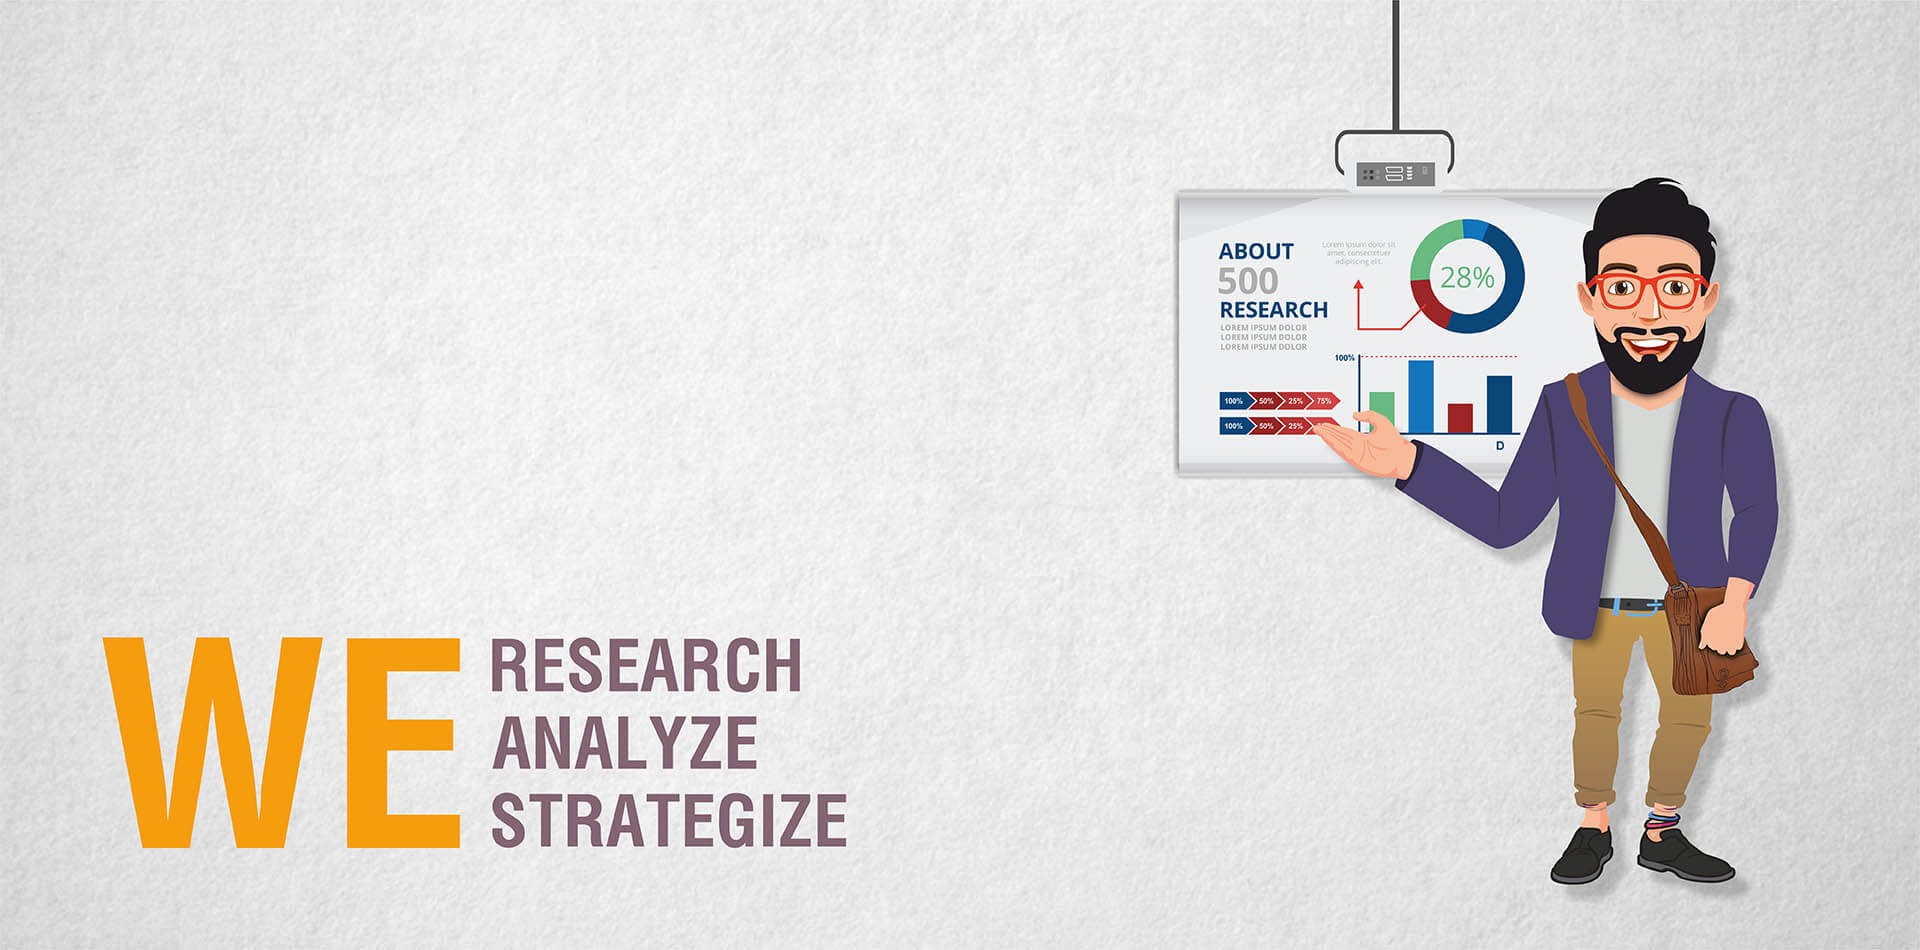 ABOUT
500
RESEARCH
LOREM IPSUM DOLOR
LOREM IPSUM DOLOR
LOREM IPSUM DOLOR
Lorem ipsum dolor sit
amet, consectetuer
adipiscing elit.
28%
100%
100% 50% 25% 75%
100% 50% 25%
D
WE
RESEARCH
ANALYZE
STRATEGIZE